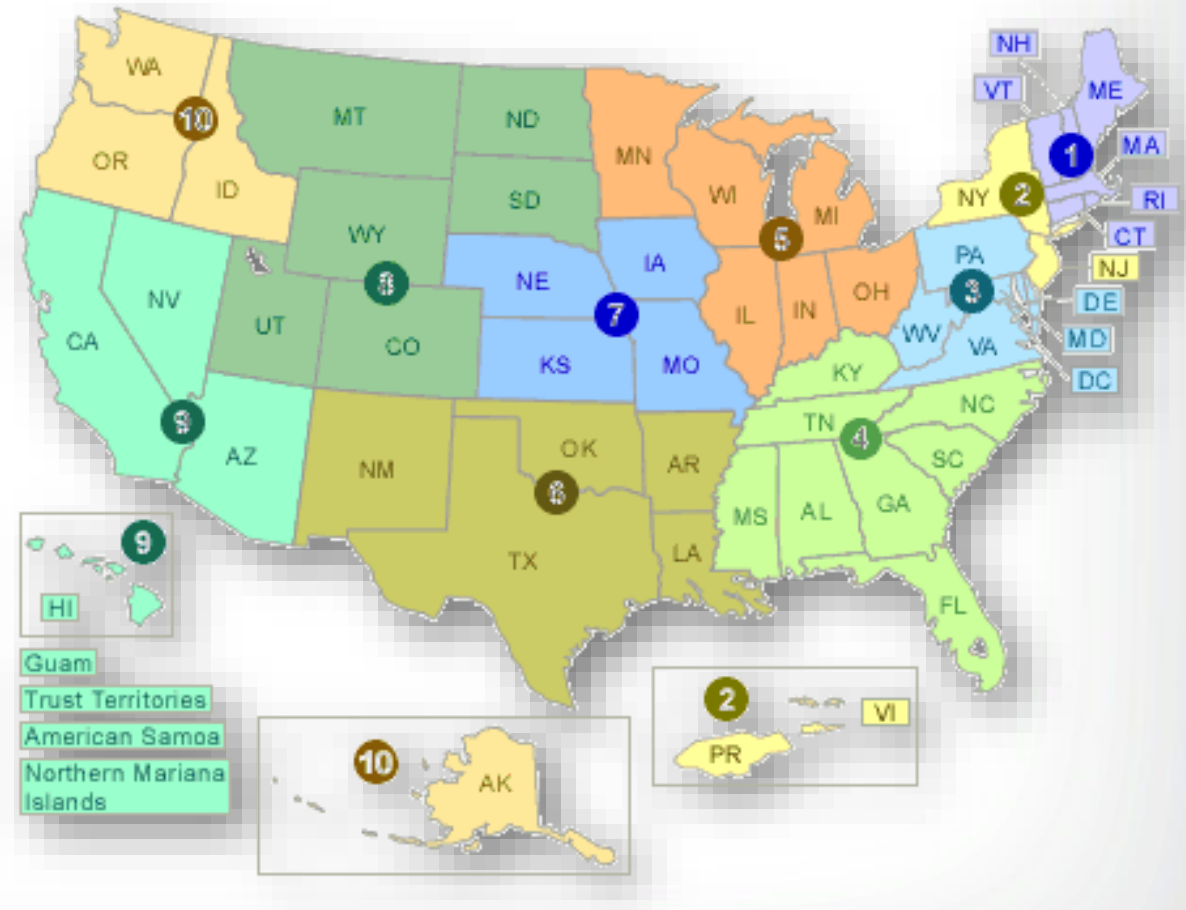 NH
WA
VT
ME
10
MT
ND
MN
MA
1
OR
ID
SD
WI
MI
NY
2
RI
WY
5
CT
PA
NJ
NE
IA
8
3
DE
NV
UT
CO
7
IL
IN
OH
WV
VA
MD
CA
KS
MO
KY
DC
9
TN
4
NC
AZ
NM
OK
AR
SC
6
MS
AL
GA
TX
LA
9
HI
FL
Guam
Trust Territories
American Samoa
Northern Mariana
Islands
10
AK
2
VI
PR